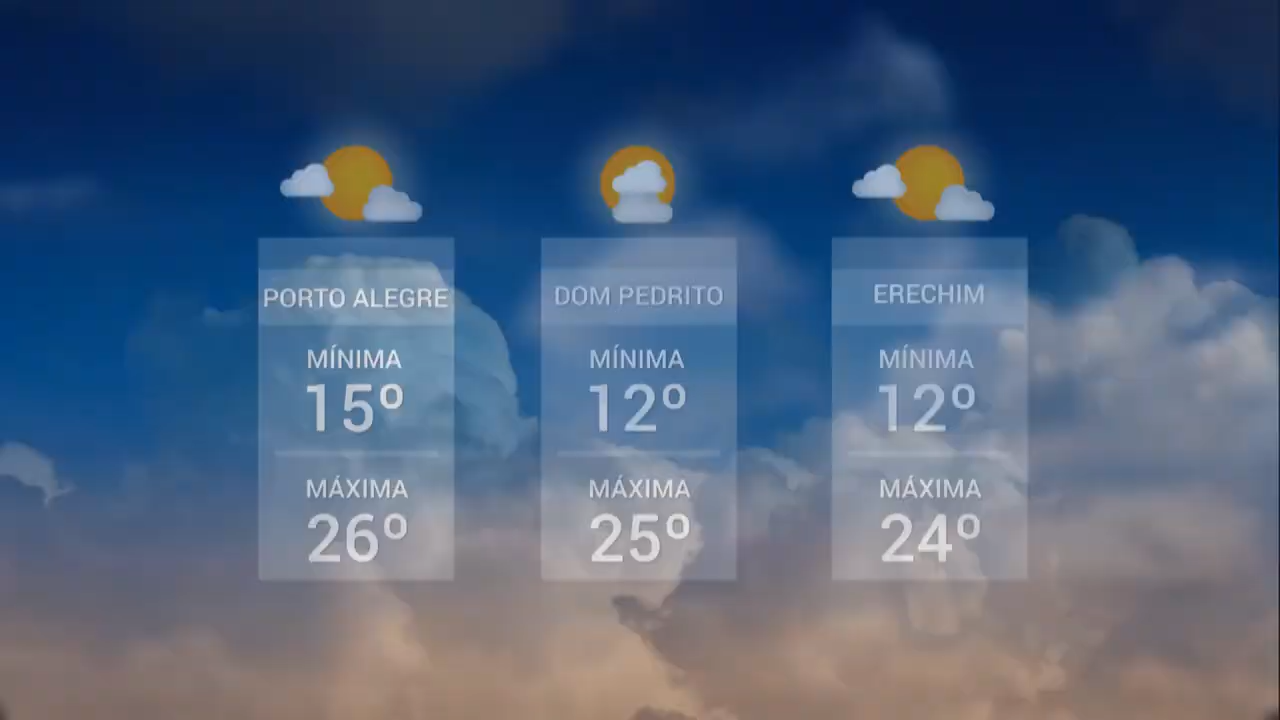 PORTO ALEGRE
MÍNIMA
15º
MÁXIMA
26º
DOM PEDRITO
MÍNIMA
12º
MÁXIMA
25º
ERECHIM
MÍNIMA
12º
MÁXIMA
24º